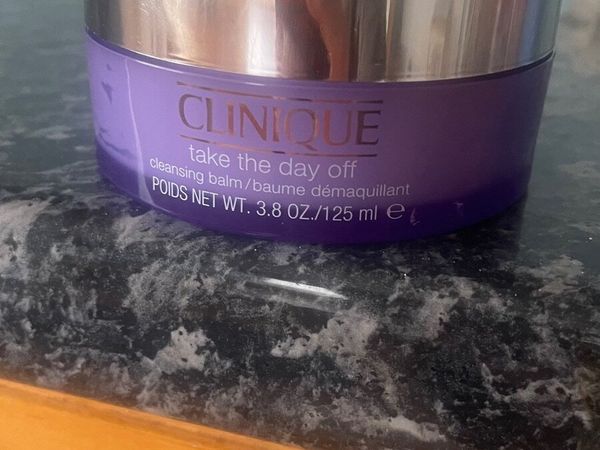 CLINIQUE
take the day off
cleansing balm/baume démaquillant
POIDS NET WT. 3.8 OZ./125 ml ℮